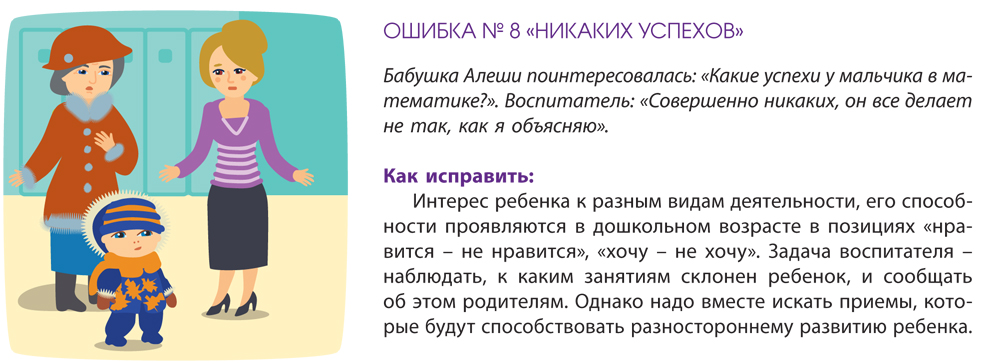 ОШИБКА № 8 «НИКАКИХ УСПЕХОВ»
Бабушка Алеши поинтересовалась: «Какие успехи у мальчика в ма-
тематике?». Воспитатель: «Совершенно никаких, он все делает
не так, как я объясняю».
Как исправить:
Интерес ребенка к разным видам деятельности, его способ-
ности проявляются в дошкольном возрасте в позициях «нра-
вится – не нравится», «хочу – не хочу». Задача воспитателя –
наблюдать, к каким занятиям склонен ребенок, и сообщать
об этом родителям. Однако надо вместе искать приемы, кото-
рые будут способствовать разностороннему развитию ребенка.